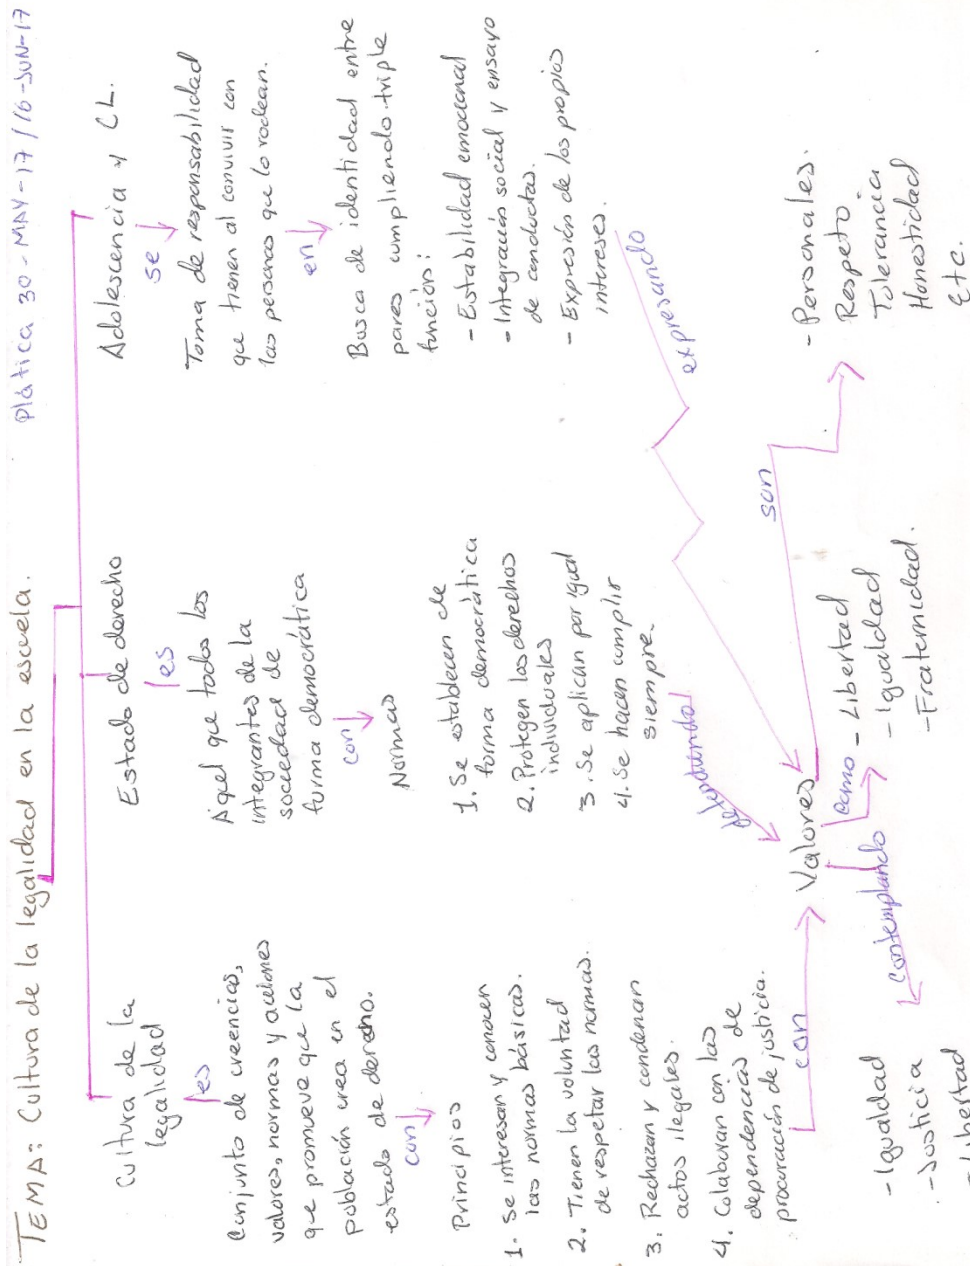 TEMA: Cultura de la legalidad en la escuela.
Plática 30-MAY-17/16-JUN-17
Cultura de la
legalidad
es
Conjunto de creencias,
valores, normas y acciones
que promueve que la
población crea en el
estado de derecho.
con
Principios
1. Se interesan y conocen
las normas básicas.
2. Tienen la voluntad
de respetar las normas.
3. Rechazan y condenan
actos ilegales.
4. Colaboran con las
dependencias de
procuración de justicia.
con
Estado de derecho
es
Aquel que todos los
integrantes de la
sociedad de
forma democrática
con
Normas
1. Se establecen de
forma democrática
2. Protegen los derechos
individuales
3. Se aplican por igual
4. Se hacen cumplir
siempre.
defendundo
Adolescencia y CL.
se
Toma de responsabilidad
que tienen al convivir con
las personas que lo rodean.
en
Busca de identidad entre
pares cumpliendo triple
función:
- Estabilidad emocional
- Integración social y ensayo
de conductas.
- Expresión de los propios
intereses.
expresando
Valores
contemplando
- Igualdad
- Justicia
- Libertad
como
- Libertad
- Igualdad
- Fraternidad.
son
- Personales.
Respeto
Tolerancia
Honestidad
Etc.